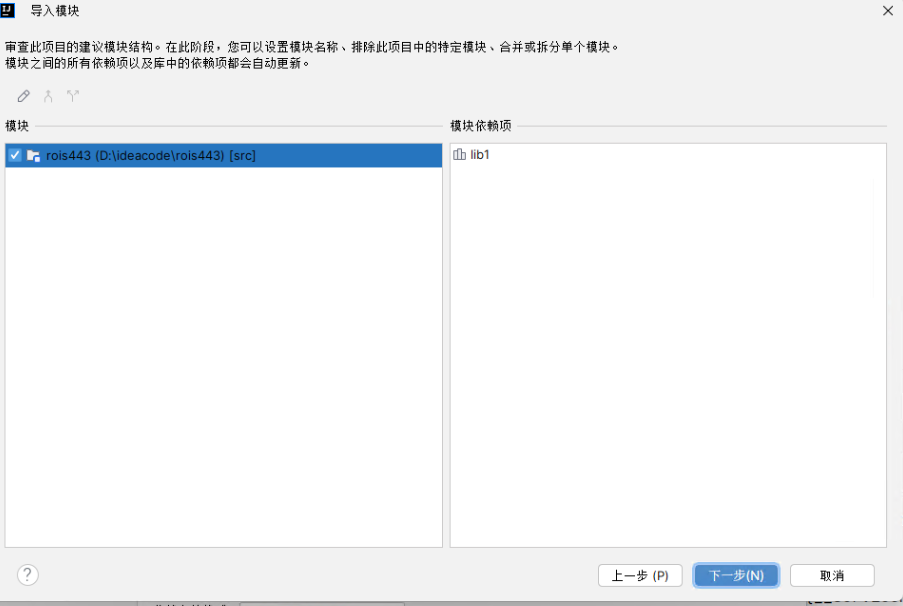 导入模块
审查此项目的建议模块结构。在此阶段，您可以设置模块名称、排除此项目中的特定模块、合并或拆分单个模块。
模块之间的所有依赖项以及库中的依赖项都会自动更新。
模块
模块依赖项
rois443 (D:\ideacode\rois443) [src]
lib1
?
上一步 (P)
下一步(N)
取消